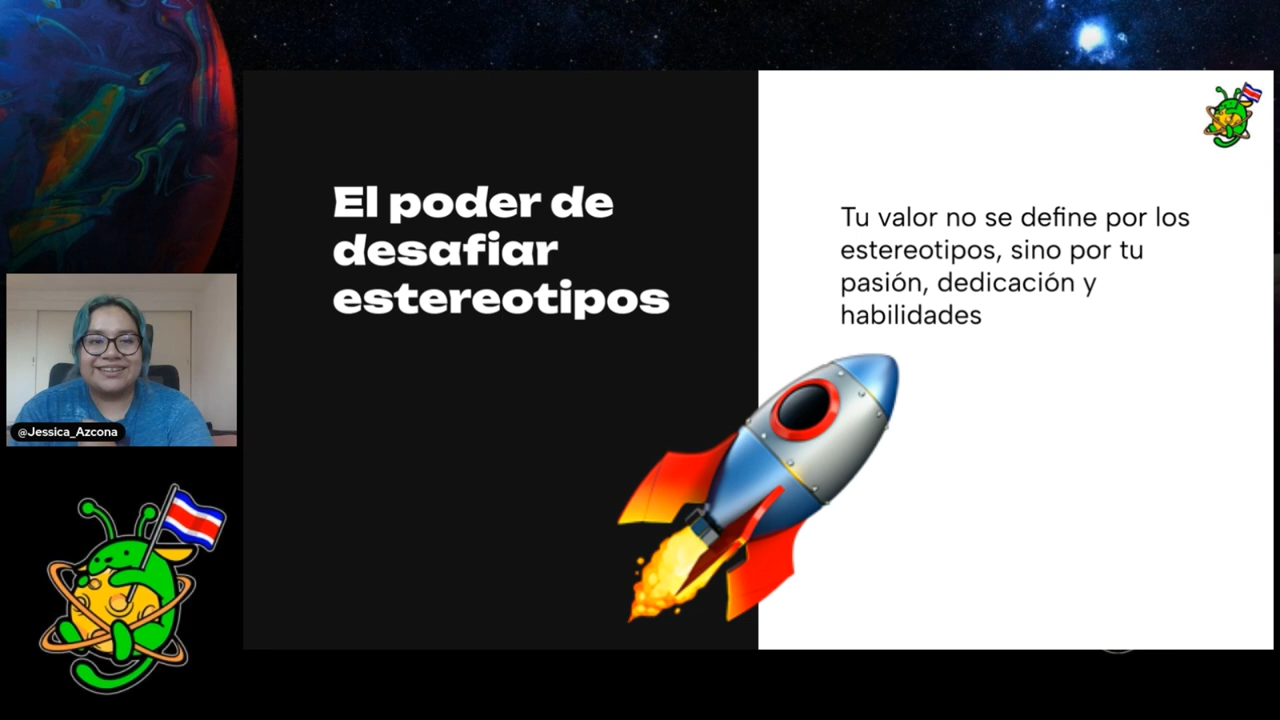 El poder de
desafiar
estereotipos
Tu valor no se define por los
estereotipos, sino por tu
pasión, dedicación y
habilidades
@Jessica_Azcona